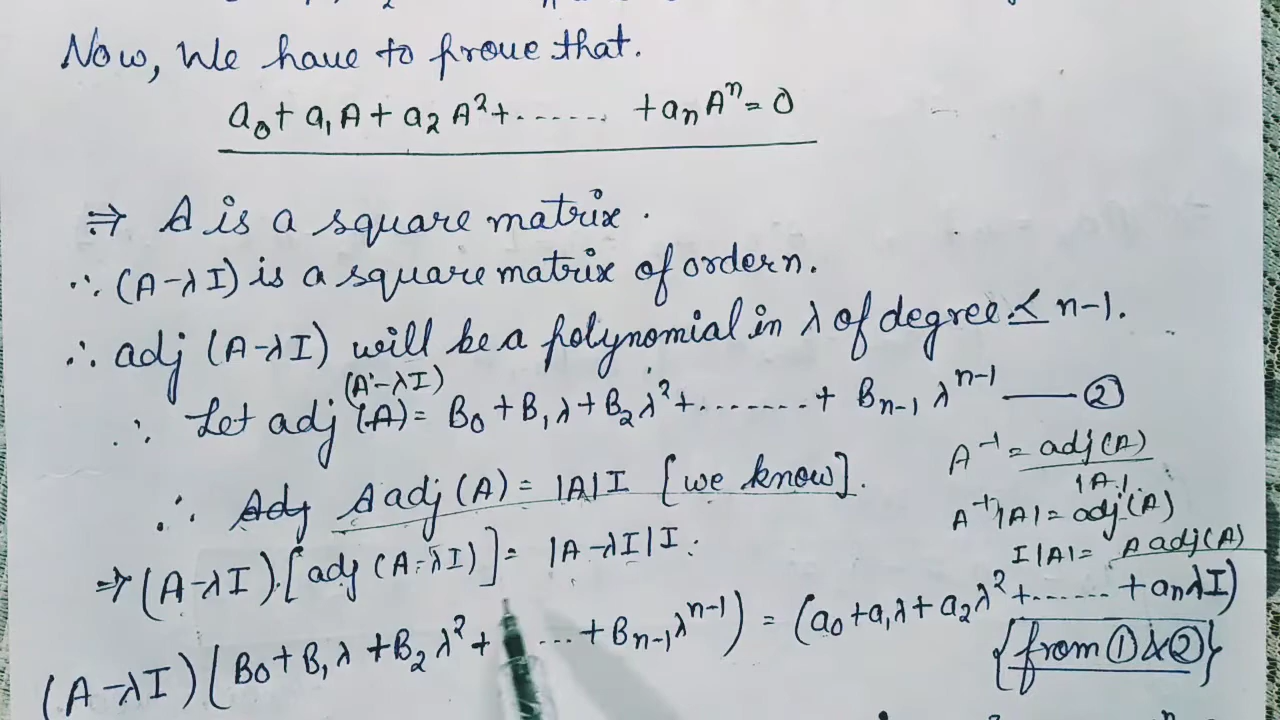 Now, We have to prove that.
a₀ + a₁A + a₂A² + ...... + aₙAⁿ = 0
⇒ A is a square matrix.
∴ (A-λI) is a square matrix of order n.
∴ adj (A-λI) will be a polynomial in λ of degree ≤ n-1.
(A-λI)
∴ Let adj (A) = B₀ + B₁λ + B₂λ² + ........ + Bₙ₋₁ λⁿ⁻¹ — ②
∴ Adj A adj (A) = |A| I [we know].
⇒ (A-λI).[adj (A-λI)] = |A-λI| I.
A⁻¹ = adj(A)
|A|.
A⁻¹|A| = adj(A)
I|A| = A adj(A)
(A-λI)(B₀ + B₁λ + B₂λ² + ... + Bₙ₋₁λⁿ⁻¹) = (a₀ + a₁λ + a₂λ² + ...... + aₙλI)
{from ① & ②}